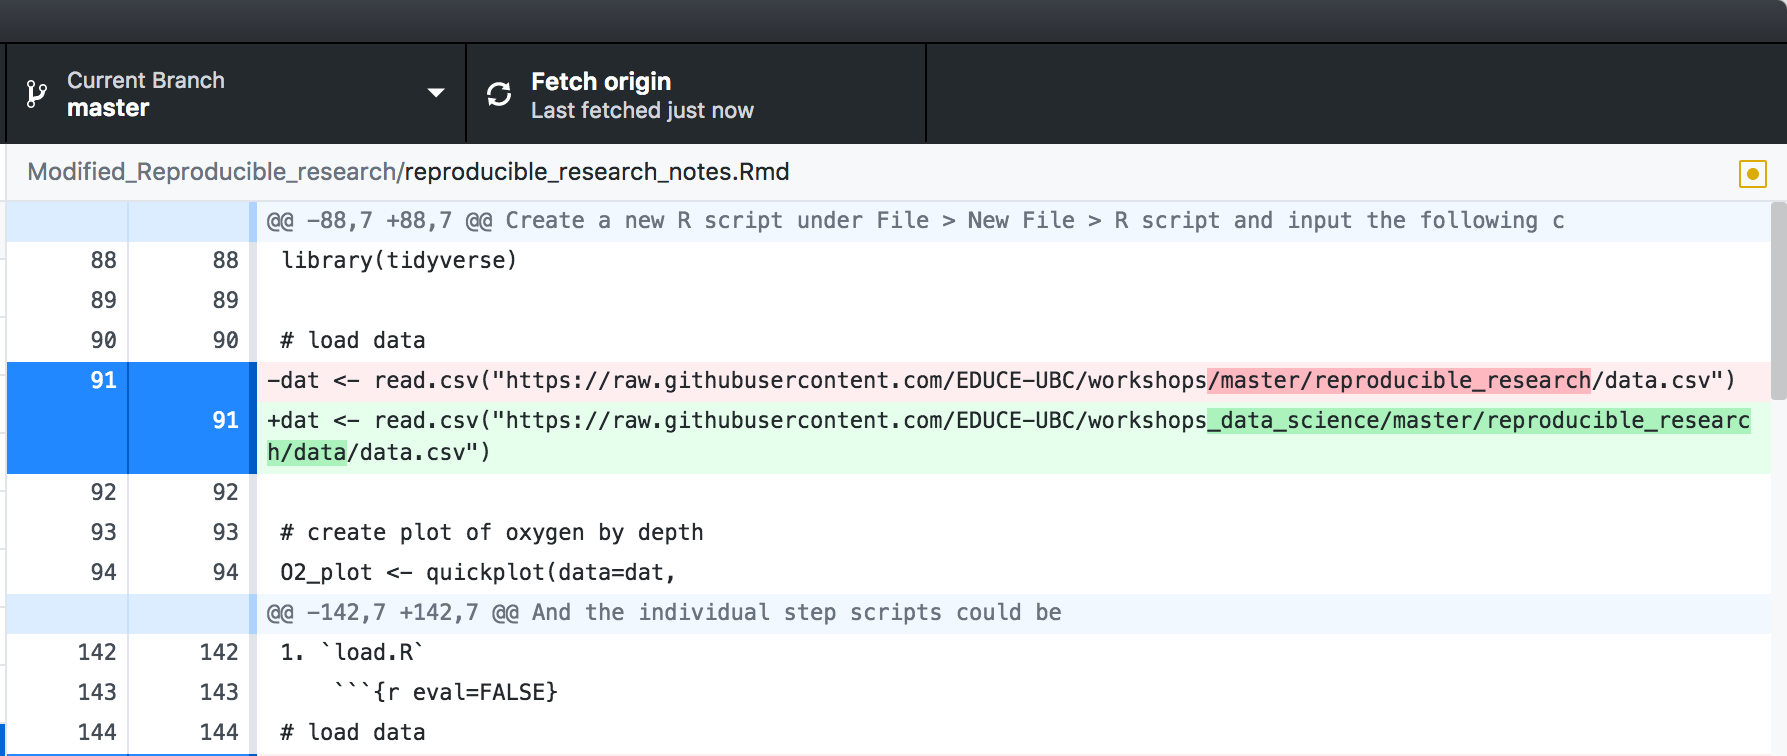 Current Branch
master
Fetch origin
Last fetched just now
Modified_Reproducible_research/reproducible_research_notes.Rmd
@@ -88,7 +88,7 @@ Create a new R script under File > New File > R script and input the following c
88 88 library(tidyverse)
89 89
90 90 # load data
91 -dat <- read.csv("https://raw.githubusercontent.com/EDUCE-UBC/workshops/master/reproducible_research/data.csv")
91 +dat <- read.csv("https://raw.githubusercontent.com/EDUCE-UBC/workshops_data_science/master/reproducible_researc
h/data/data.csv")
92 92
93 93 # create plot of oxygen by depth
94 94 O2_plot <- quickplot(data=dat,
@@ -142,7 +142,7 @@ And the individual step scripts could be
142 142 1. `load.R`
143 143 ```{r eval=FALSE}
144 144 # load data